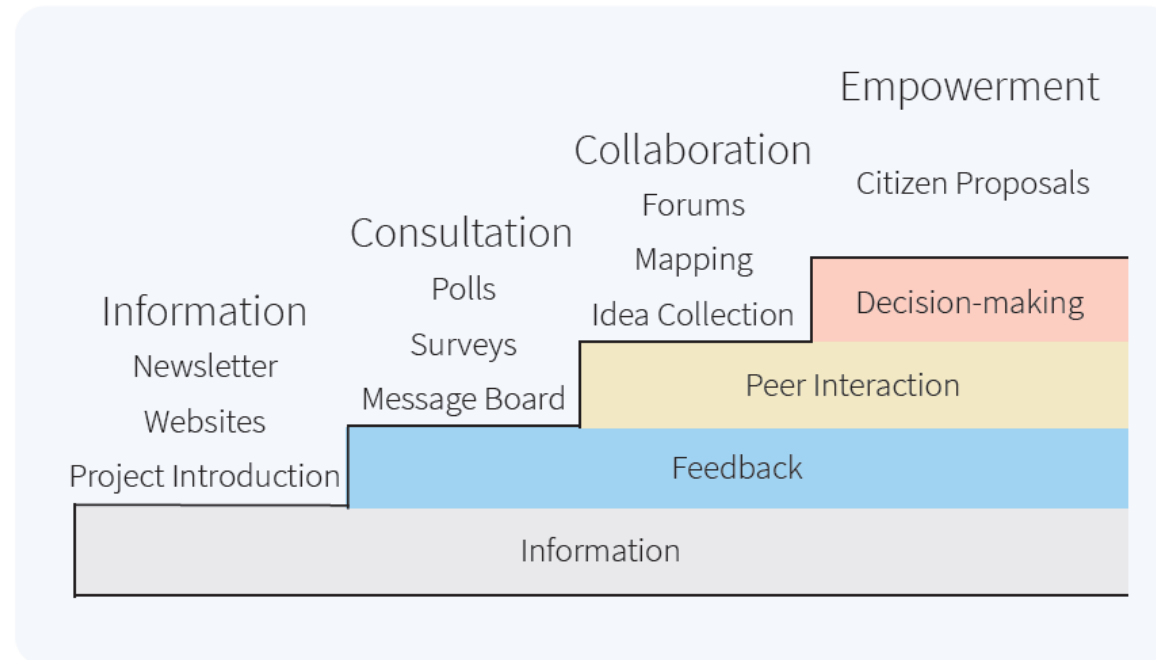 Empowerment
Citizen Proposals
Collaboration
Forums
Mapping
Idea Collection
Consultation
Polls
Surveys
Message Board
Information
Newsletter
Websites
Project Introduction
Decision-making
Peer Interaction
Feedback
Information